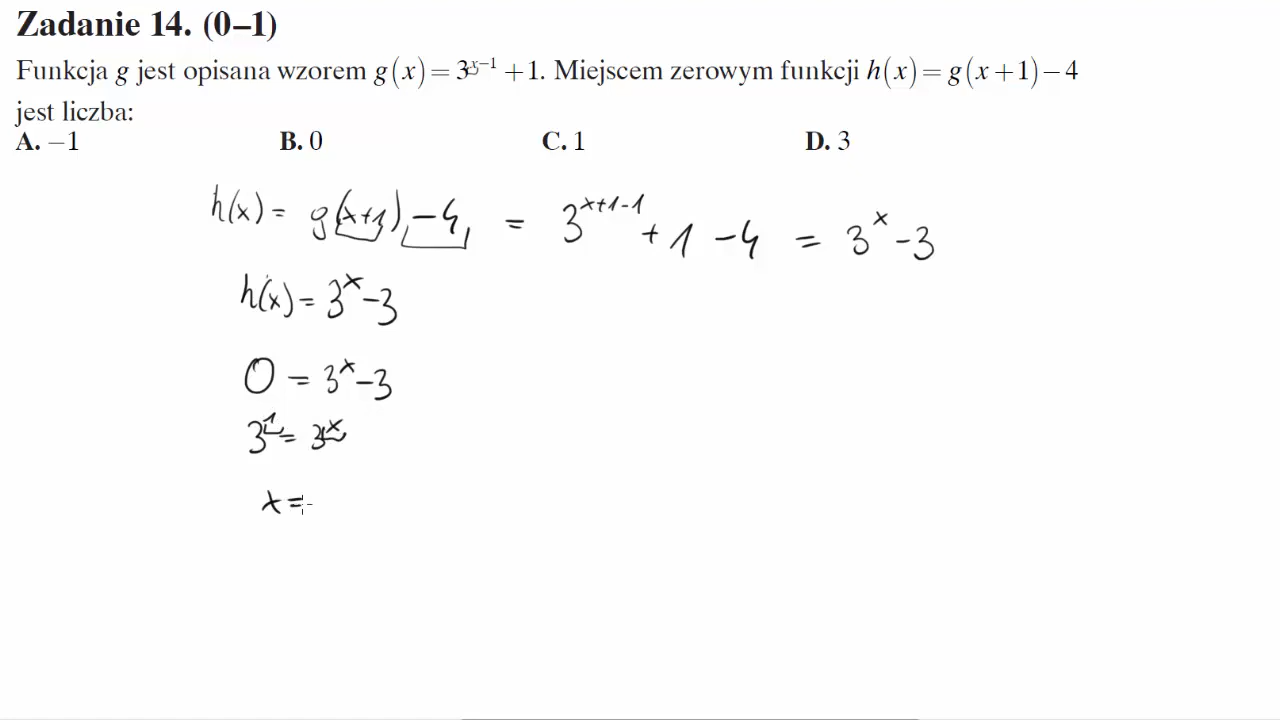 Zadanie 14. (0–1)
Funkcja g jest opisana wzorem g(x)=3^{x−1}+1. Miejscem zerowym funkcji h(x)=g(x+1)−4
jest liczba:
A. −1 B. 0 C. 1 D. 3
h(x) = g(x+1) −4 = 3^{x+1-1} + 1 − 4 = 3^x − 3
h(x) = 3^x − 3
0 = 3^x − 3
3^1 = 3^x
x =